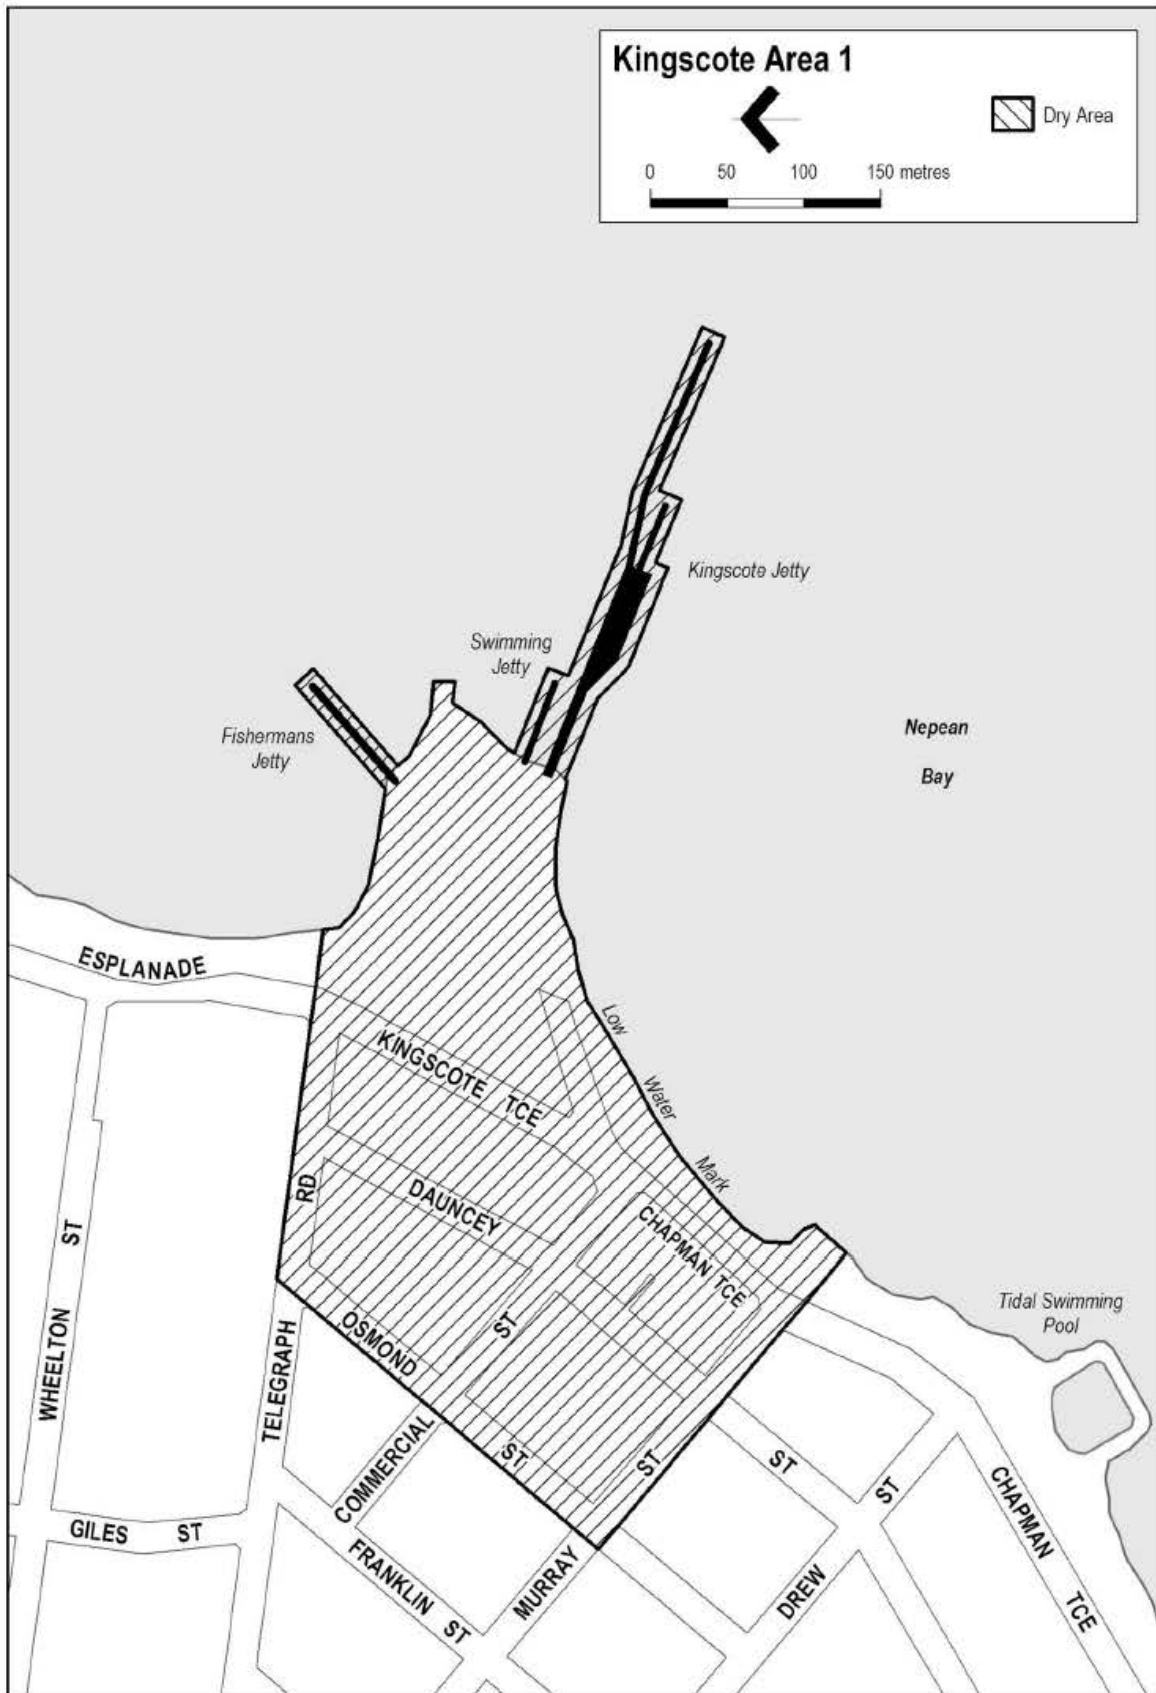 Kingscote Area 1
Dry Area
0 50 100 150 metres
Kingscote Jetty
Swimming
Jetty
Fishermans
Jetty
Nepean
Bay
ESPLANADE
Low
Water
Mark
KINGSCOTE TCE
RD
DAUNCEY
CHAPMAN TCE
WHEELTON ST
Tidal Swimming
Pool
OSMOND
ST
TELEGRAPH
COMMERCIAL
ST
ST
ST
ST
GILES ST
FRANKLIN ST
MURRAY
DREW
CHAPMAN TCE